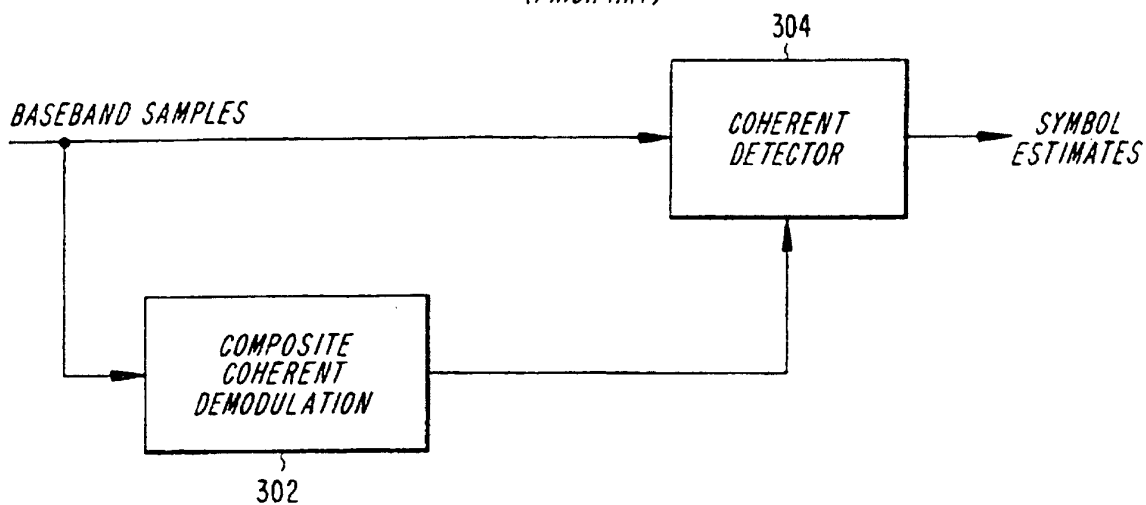 304
BASEBAND SAMPLES
COHERENT
DETECTOR
SYMBOL
ESTIMATES
COMPOSITE
COHERENT
DEMODULATION
302